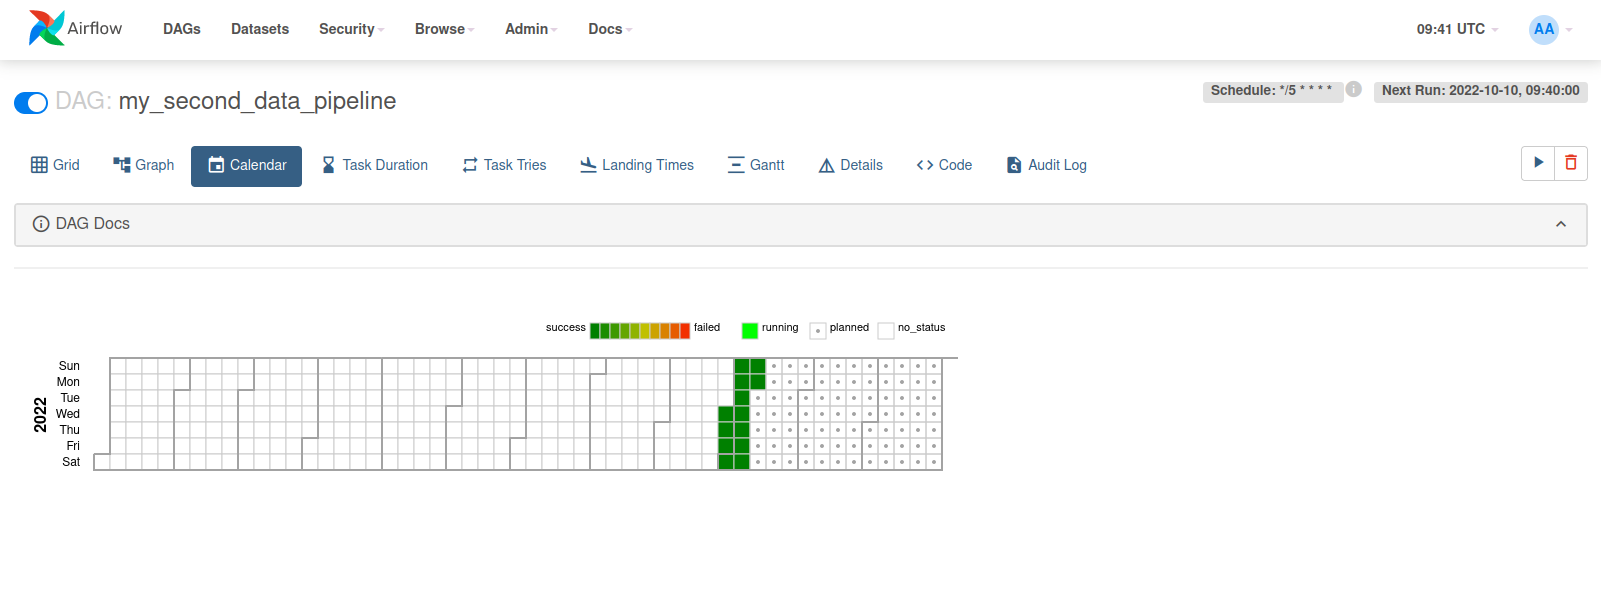 Airflow DAGs Datasets Security Browse Admin Docs 09:41 UTC AA
DAG: my_second_data_pipeline Schedule: */5 * * * * i Next Run: 2022-10-10, 09:40:00
Grid Graph Calendar Task Duration Task Tries Landing Times Gantt Details Code Audit Log
DAG Docs
success failed running planned no_status
2022
Sun
Mon
Tue
Wed
Thu
Fri
Sat